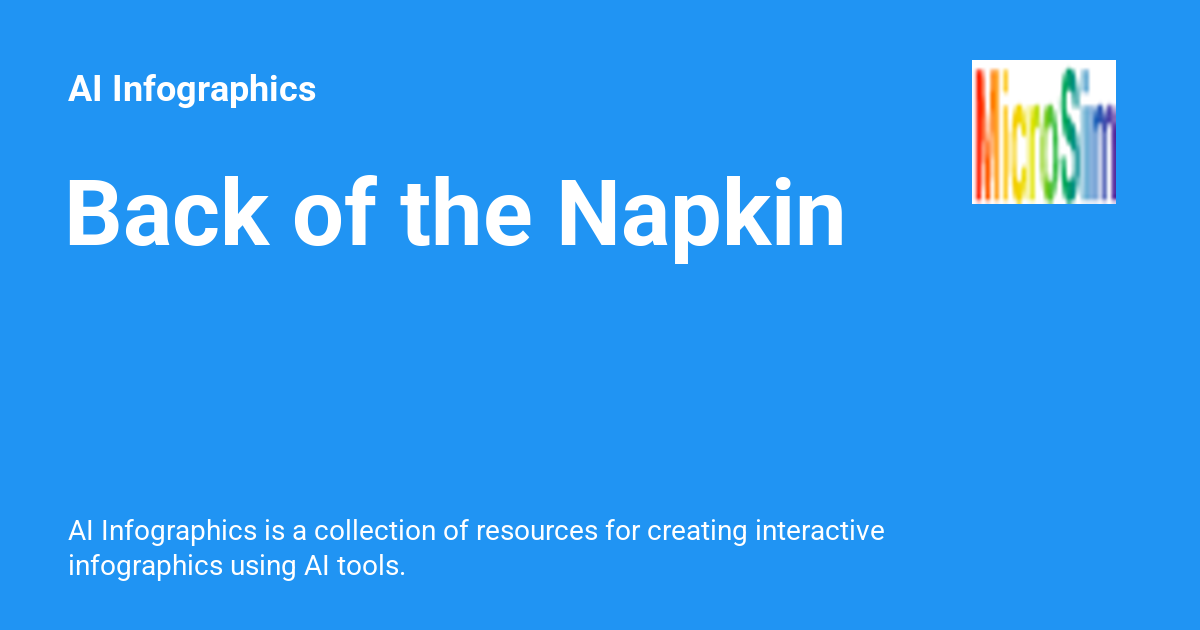 AI Infographics
MicroSim
Back of the Napkin
AI Infographics is a collection of resources for creating interactive
infographics using AI tools.